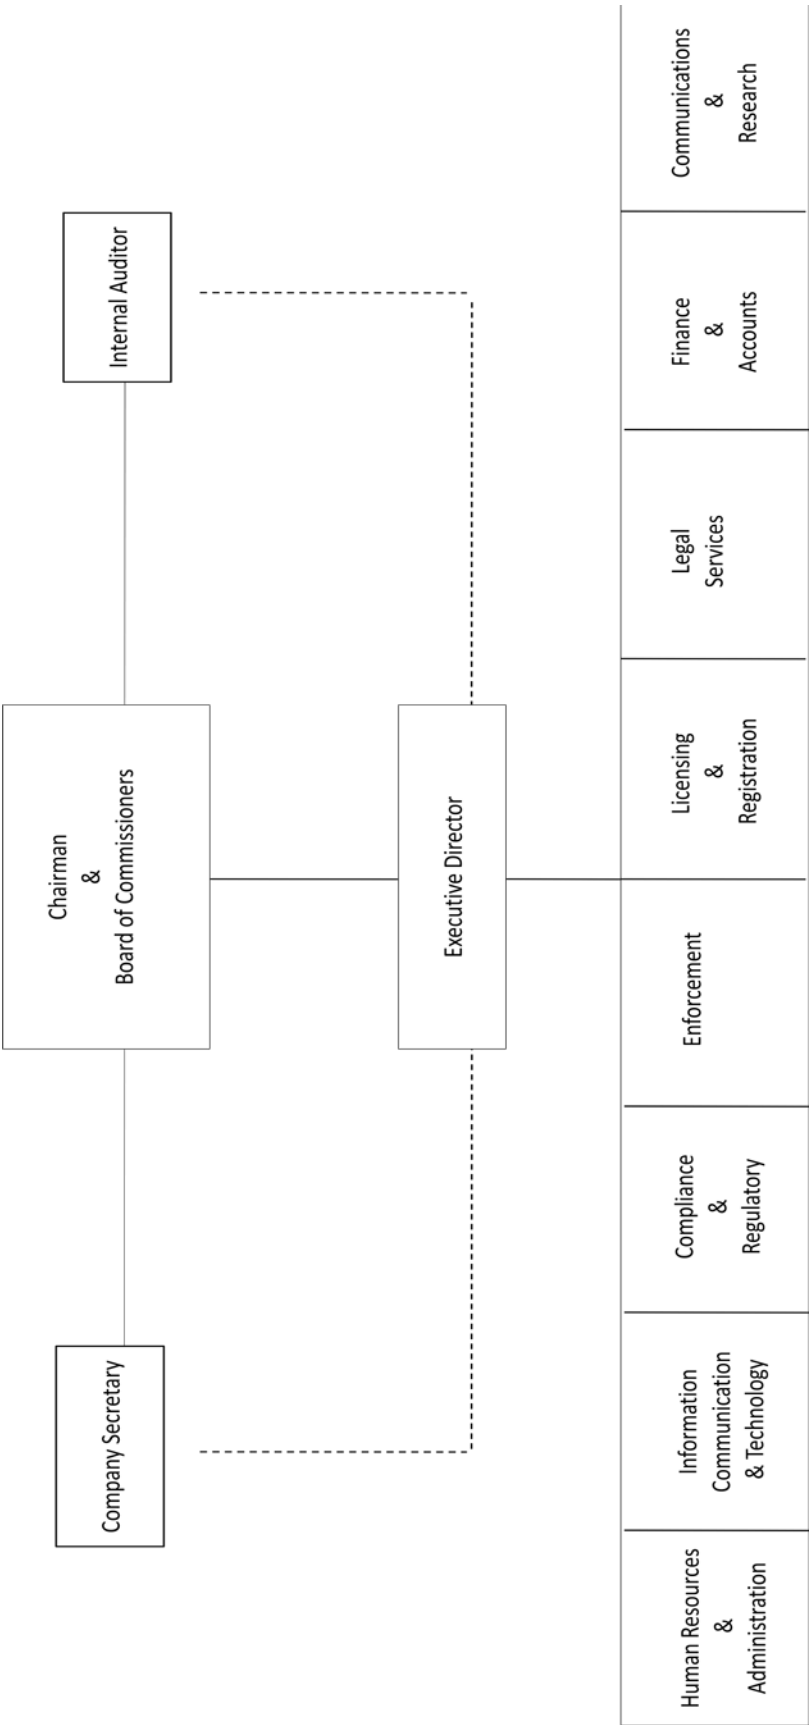 Chairman
&
Board of Commissioners
Company Secretary
Internal Auditor
Executive Director
Human Resources
&
Administration
Information
Communication
& Technology
Compliance
&
Regulatory
Enforcement
Licensing
&
Registration
Legal
Services
Finance
&
Accounts
Communications
&
Research